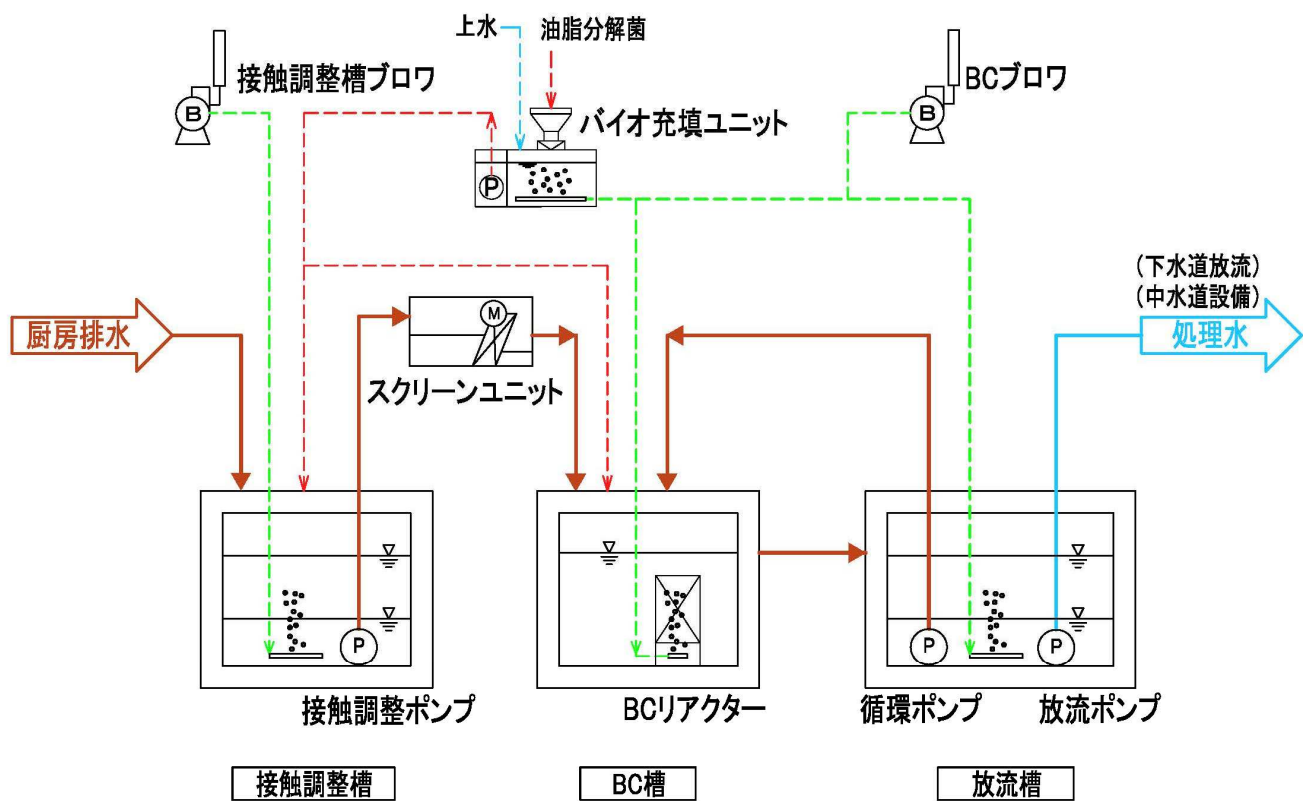 上水
油脂分解菌
接触調整槽ブロワ
BCブロワ
B
B
バイオ充填ユニット
P
(下水道放流)
(中水道設備)
厨房排水
M
処理水
スクリーンユニット
P
P
P
接触調整ポンプ
BCリアクター
循環ポンプ
放流ポンプ
接触調整槽
BC槽
放流槽